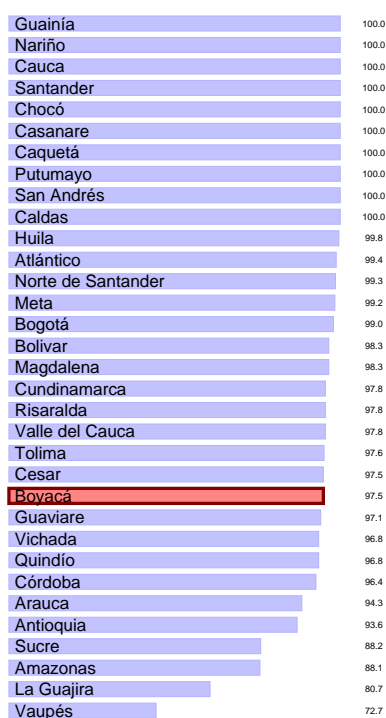 Guainía 100.0
Nariño 100.0
Cauca 100.0
Santander 100.0
Chocó 100.0
Casanare 100.0
Caquetá 100.0
Putumayo 100.0
San Andrés 100.0
Caldas 100.0
Huila 99.8
Atlántico 99.4
Norte de Santander 99.3
Meta 99.2
Bogotá 99.0
Bolivar 98.3
Magdalena 98.3
Cundinamarca 97.8
Risaralda 97.8
Valle del Cauca 97.8
Tolima 97.6
Cesar 97.5
Boyacá 97.5
Guaviare 97.1
Vichada 96.8
Quindío 96.8
Córdoba 96.4
Arauca 94.3
Antioquia 93.6
Sucre 88.2
Amazonas 88.1
La Guajira 80.7
Vaupés 72.7